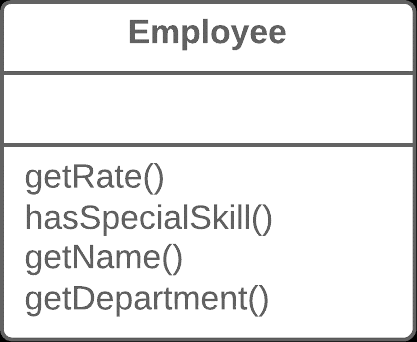 Employee
getRate()
hasSpecialSkill()
getName()
getDepartment()